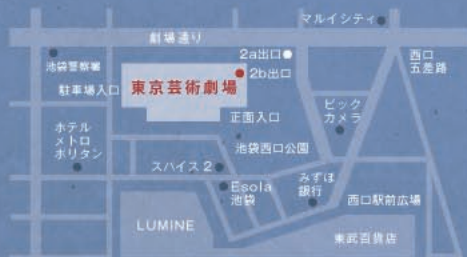 マルイシティ
劇場通り
2a出口
西口
五差路
池袋警察署
2b出口
駐車場入口
東京芸術劇場
ビック
カメラ
正面入口
ホテル
メトロ
ポリタン
池袋西口公園
スパイス2
みずほ
銀行
Esola
池袋
西口駅前広場
LUMINE
東武百貨店